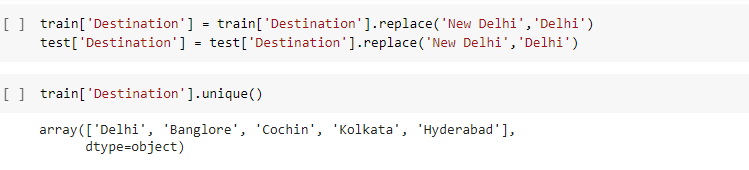 [ ] train['Destination'] = train['Destination'].replace('New Delhi','Delhi')
test['Destination'] = test['Destination'].replace('New Delhi','Delhi')
[ ] train['Destination'].unique()
array(['Delhi', 'Banglore', 'Cochin', 'Kolkata', 'Hyderabad'],
dtype=object)